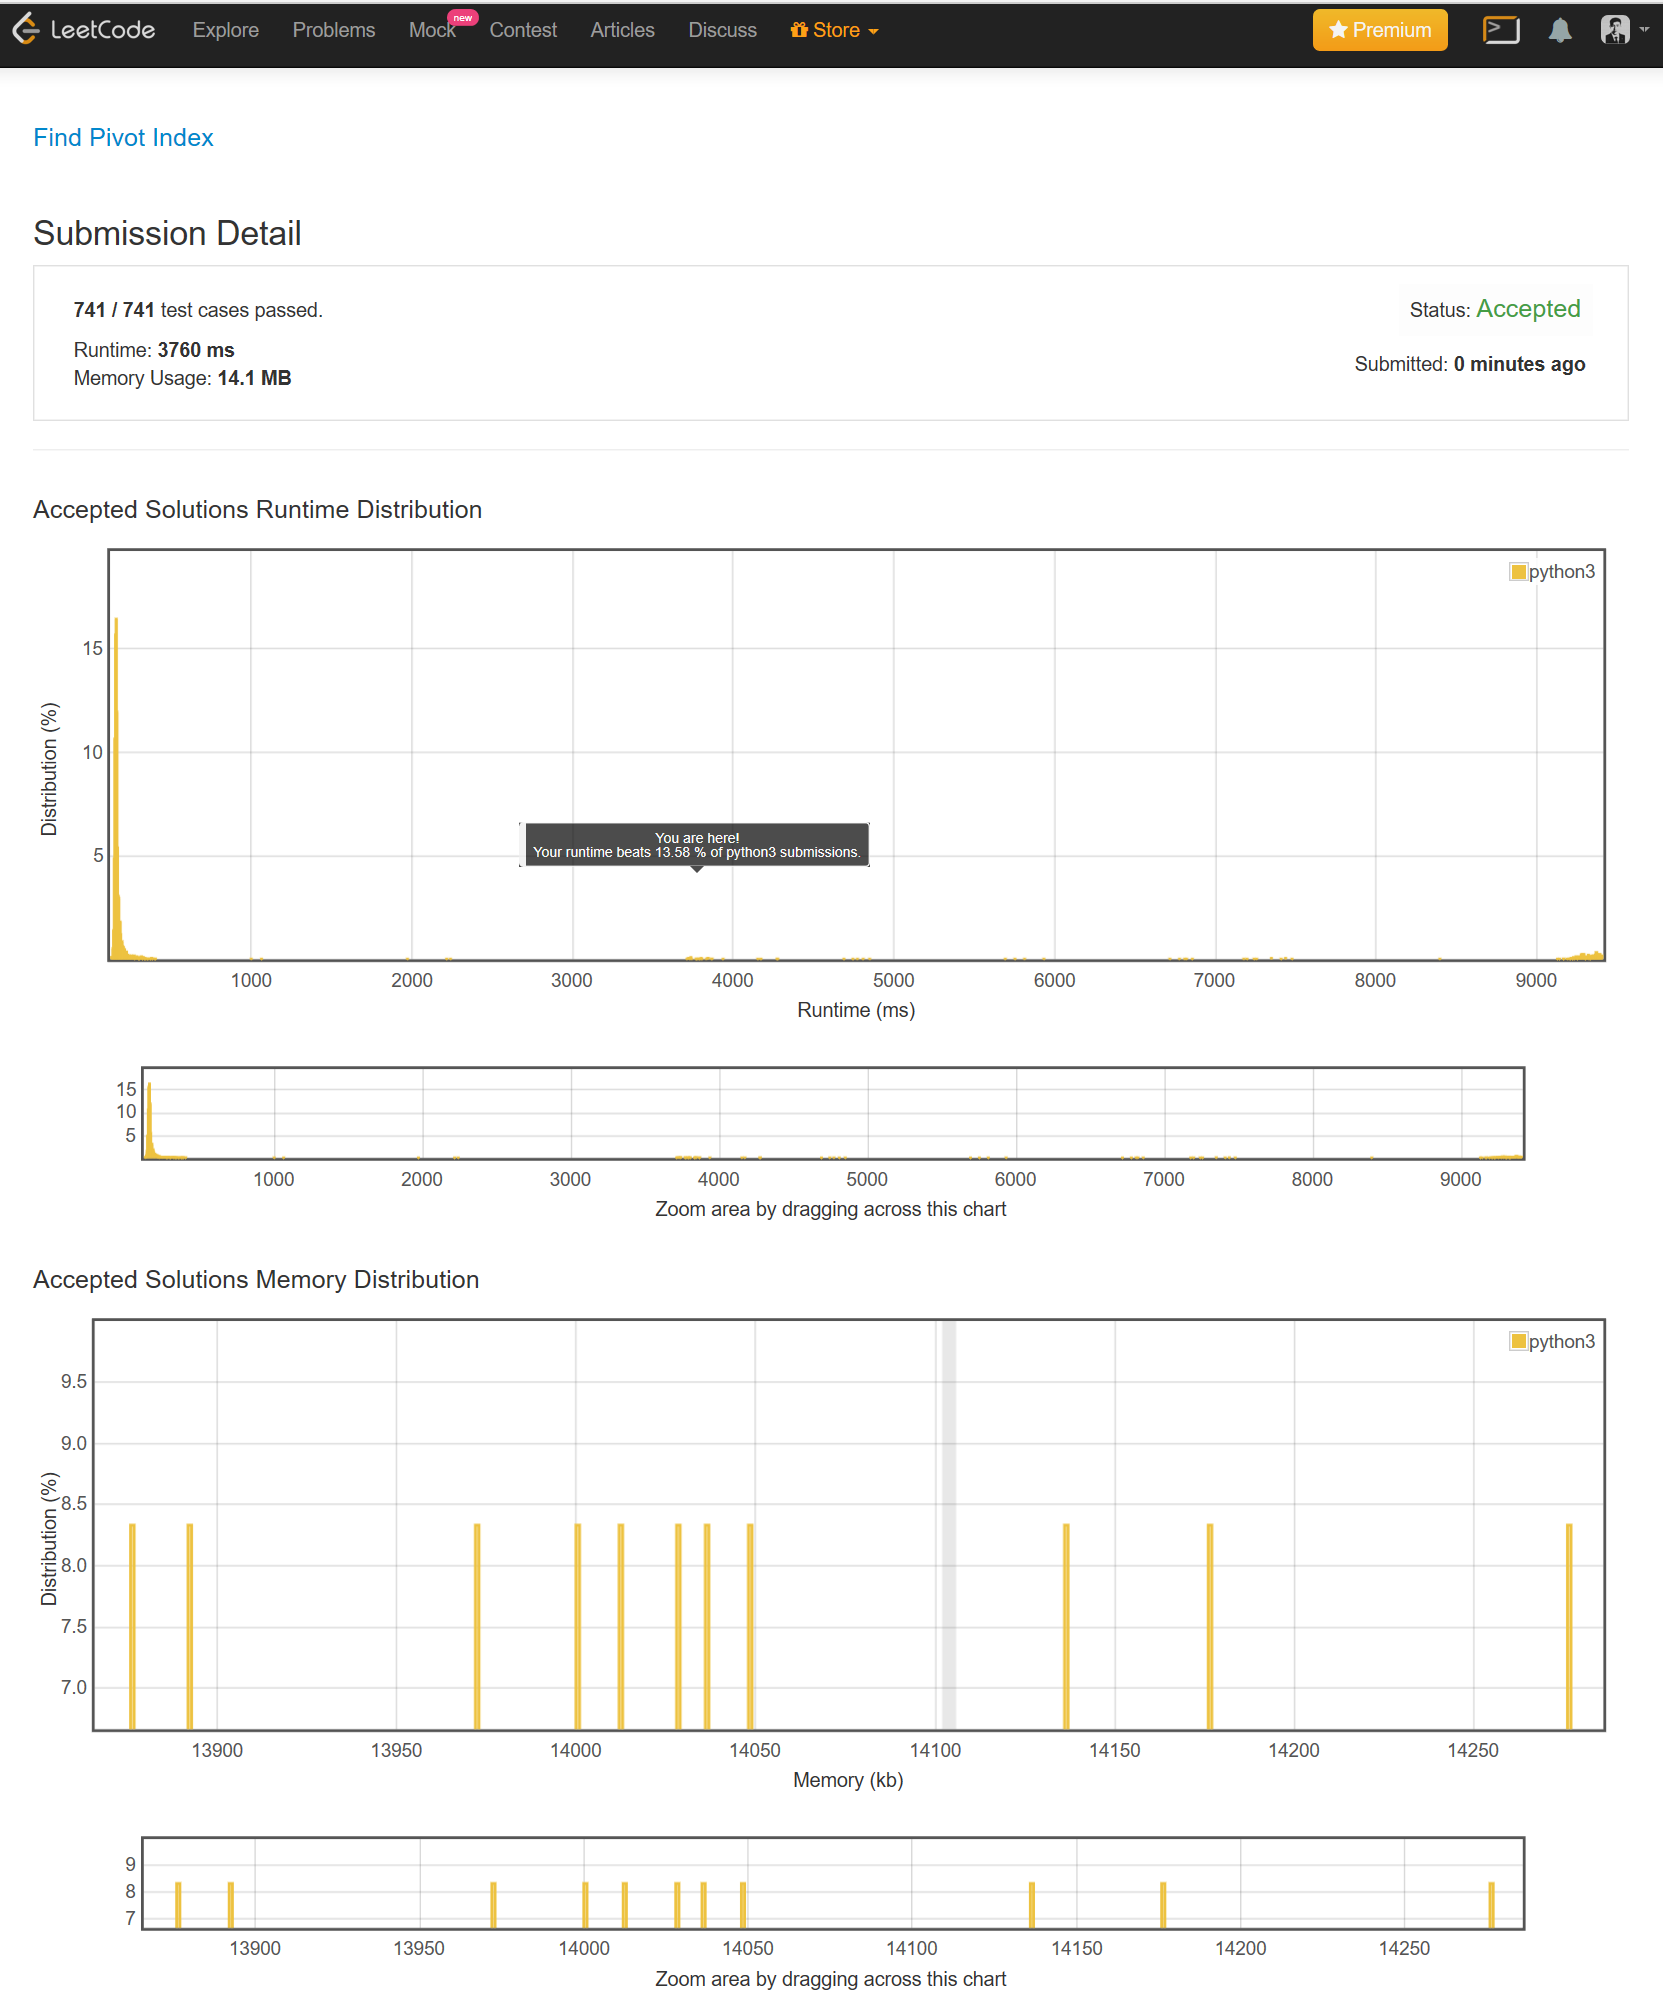 LeetCode Explore Problems Mock new Contest Articles Discuss Store Premium
Find Pivot Index
Submission Detail
741 / 741 test cases passed.
Status: Accepted
Runtime: 3760 ms
Submitted: 0 minutes ago
Memory Usage: 14.1 MB
Accepted Solutions Runtime Distribution
python3
15
10
5
Distribution (%)
You are here!
Your runtime beats 13.58 % of python3 submissions.
1000 2000 3000 4000 5000 6000 7000 8000 9000
Runtime (ms)
15
10
5
1000 2000 3000 4000 5000 6000 7000 8000 9000
Zoom area by dragging across this chart
Accepted Solutions Memory Distribution
python3
9.5
9.0
8.5
8.0
7.5
7.0
Distribution (%)
13900 13950 14000 14050 14100 14150 14200 14250
Memory (kb)
9
8
7
13900 13950 14000 14050 14100 14150 14200 14250
Zoom area by dragging across this chart